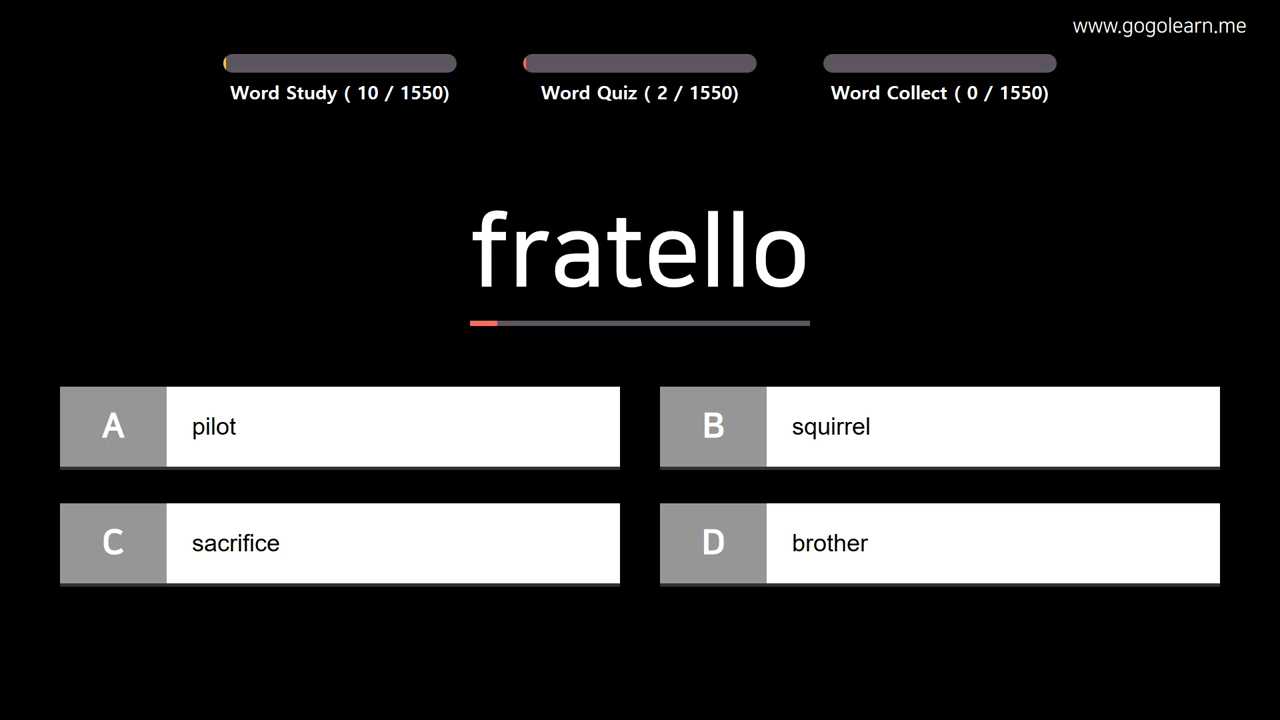 www.gogolearn.me
Word Study ( 10 / 1550)
Word Quiz ( 2 / 1550)
Word Collect ( 0 / 1550)
fratello
A pilot
B squirrel
C sacrifice
D brother